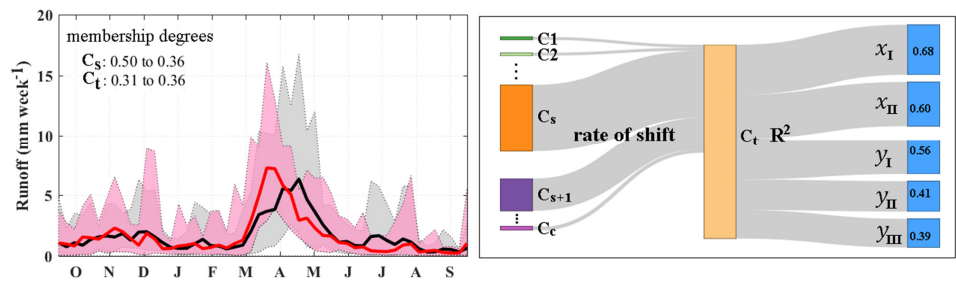 20
15
10
5
0
Runoff (mm week⁻¹)
membership degrees
Cs: 0.50 to 0.36
Ct: 0.31 to 0.36
O N D J F M A M J J A S
C1
C2
Cs
Cs+1
Cc
rate of shift
Ct R²
xI 0.68
xII 0.60
yI 0.56
yII 0.41
yIII 0.39